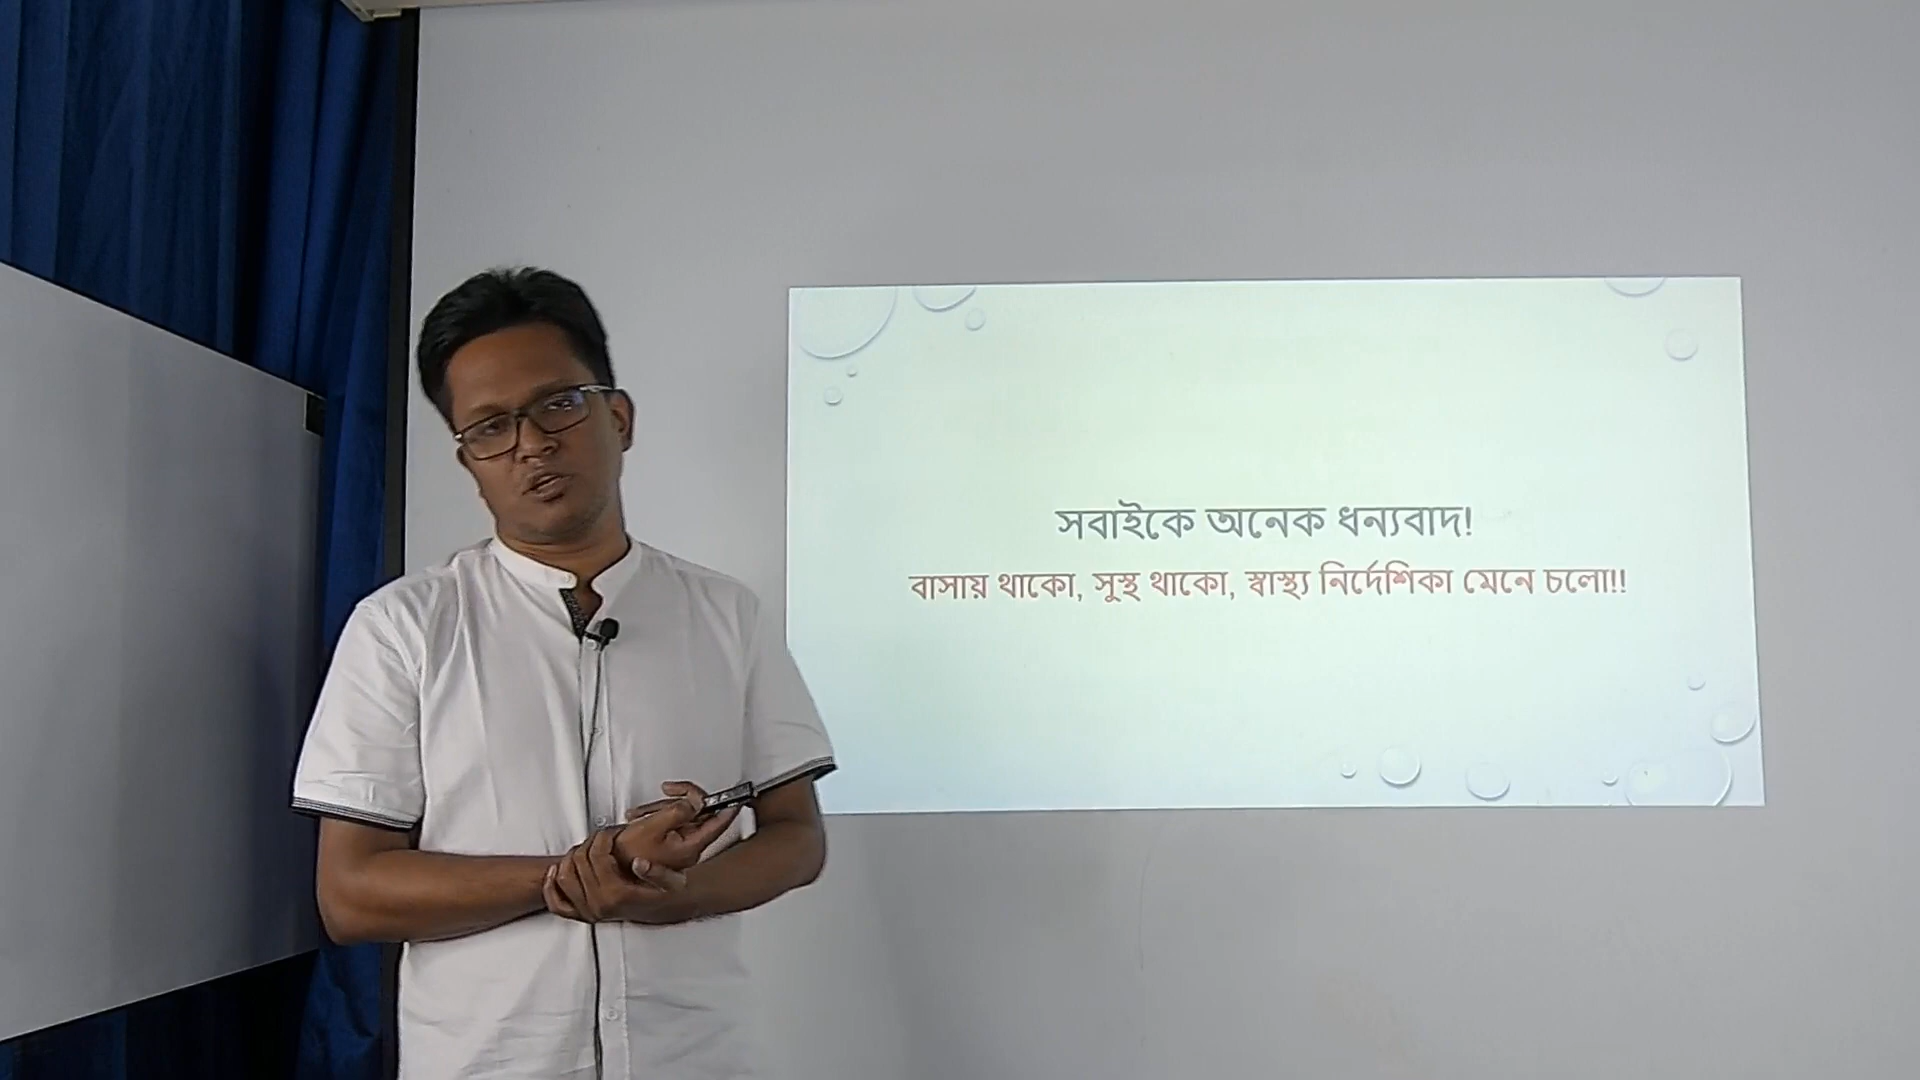 সবাইকে অনেক ধন্যবাদ!
বাসায় থাকো, সুস্থ থাকো, স্বাস্থ্য নির্দেশিকা মেনে চলো!!